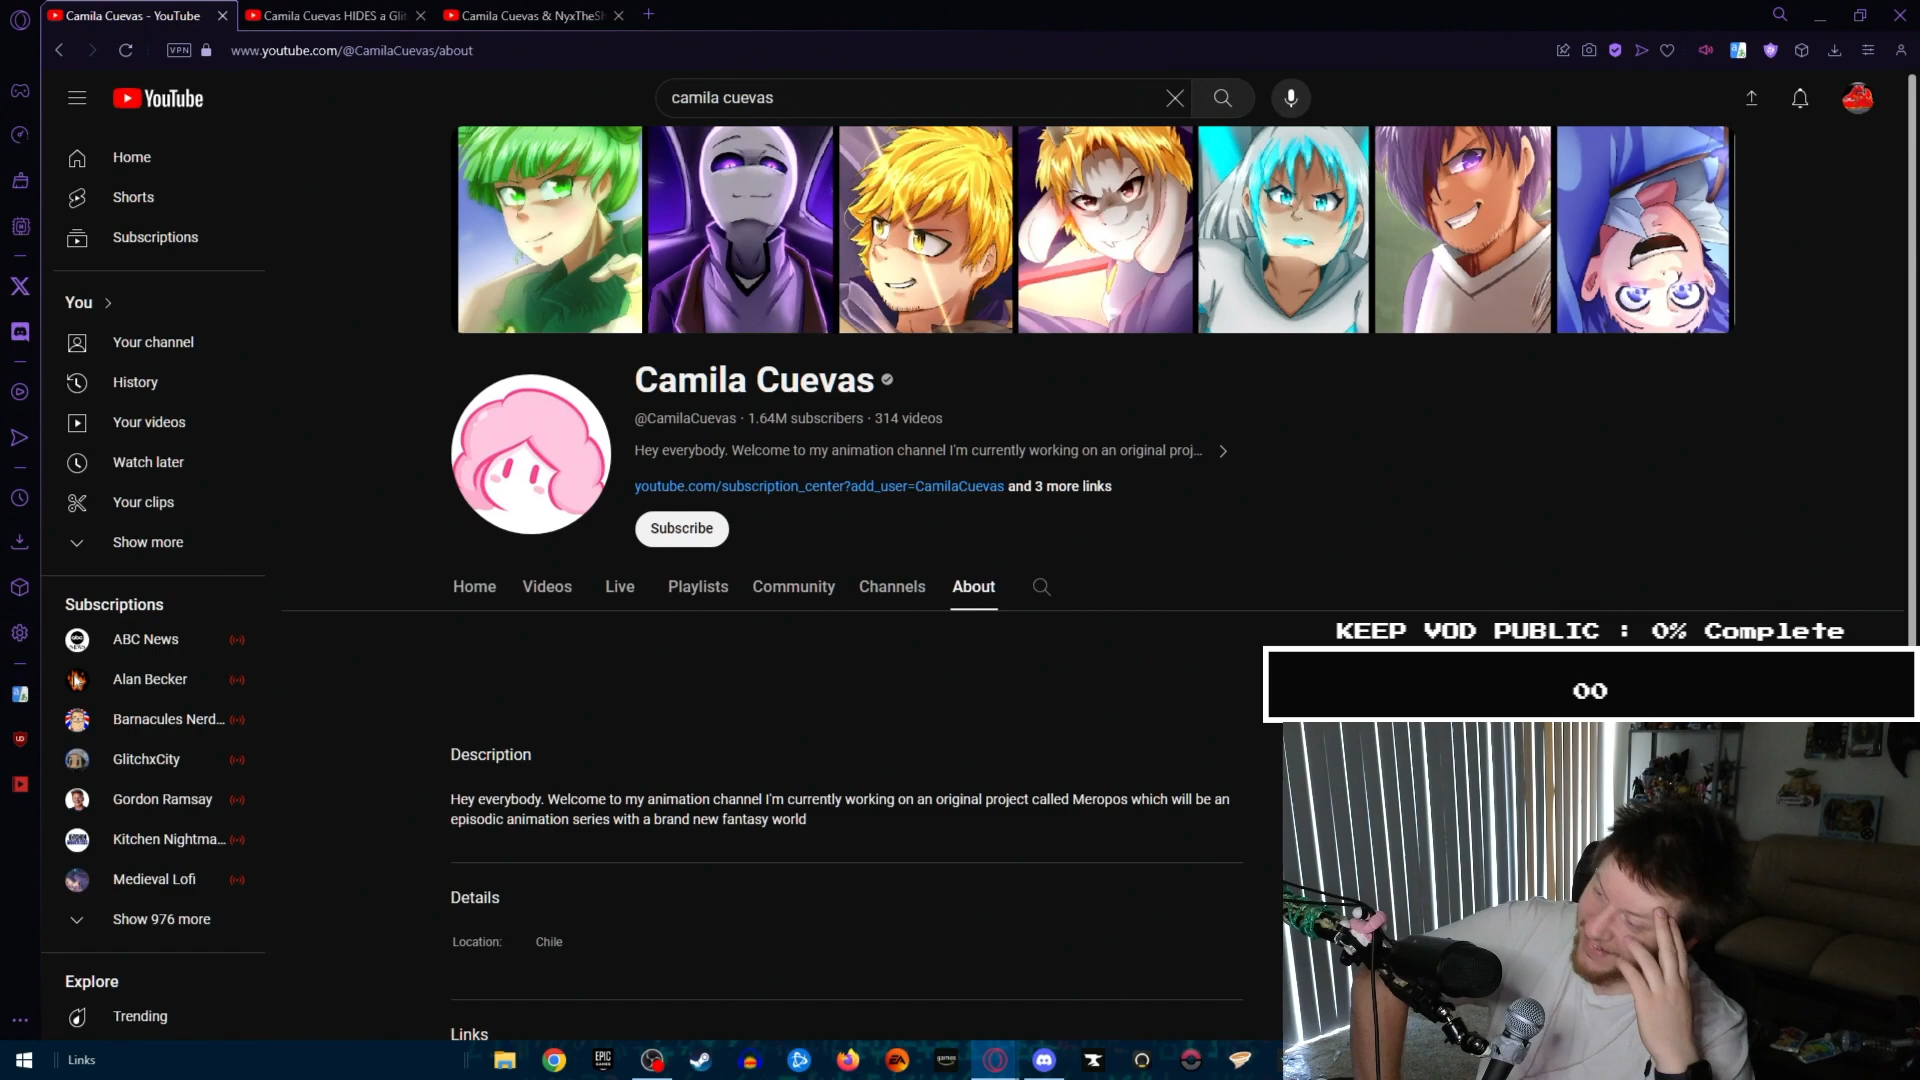 Camila Cuevas - YouTube
Camila Cuevas HIDES a Glit
Camila Cuevas & NyxTheSh
VPN
www.youtube.com/@CamilaCuevas/about
YouTube
camila cuevas
Home
Shorts
Subscriptions
You
Your channel
History
Your videos
Watch later
Your clips
Show more
Subscriptions
ABC News
Alan Becker
Barnacules Nerd...
GlitchxCity
Gordon Ramsay
Kitchen Nightma...
Medieval Lofi
Show 976 more
Explore
Trending
Camila Cuevas
@CamilaCuevas · 1.64M subscribers · 314 videos
Hey everybody. Welcome to my animation channel I'm currently working on an original proj...
youtube.com/subscription_center?add_user=CamilaCuevas and 3 more links
Subscribe
Home
Videos
Live
Playlists
Community
Channels
About
KEEP VOD PUBLIC : 0% Complete
00
Description
Hey everybody. Welcome to my animation channel I'm currently working on an original project called Meropos which will be an
episodic animation series with a brand new fantasy world
Details
Location:
Chile
Links
Links
EPIC
GAMES
EA
games